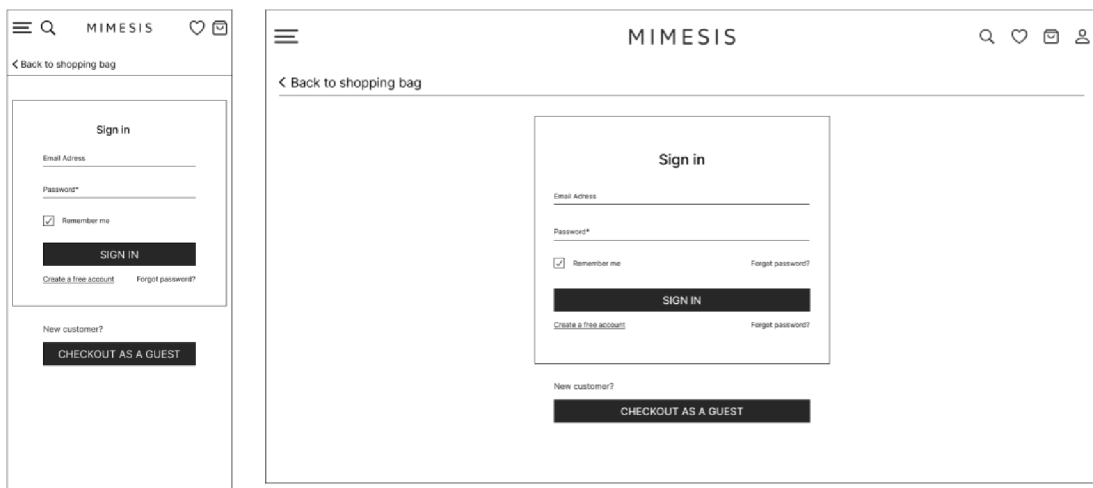 MIMESIS
Back to shopping bag
Sign in
Email Adress
Password*
Remember me
SIGN IN
Create a free account Forgot password?
New customer?
CHECKOUT AS A GUEST
MIMESIS
Back to shopping bag
Sign in
Email Adress
Password*
Remember me Forgot password?
SIGN IN
Create a free account Forgot password?
New customer?
CHECKOUT AS A GUEST